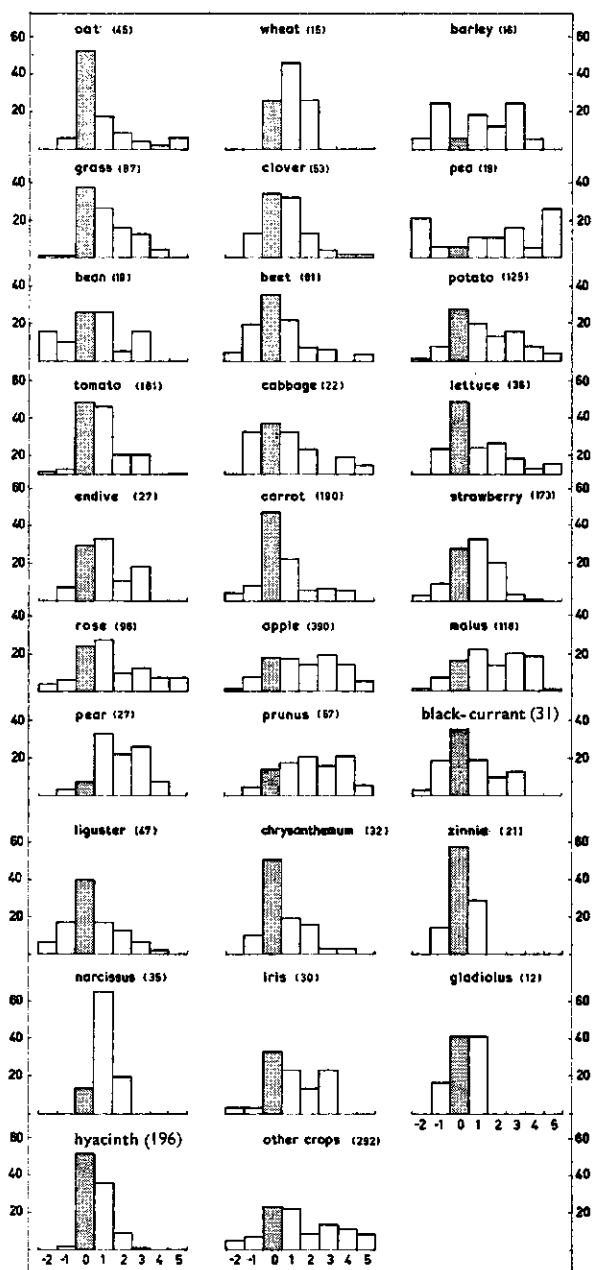 oat (45) wheat (15) barley (16)
60 60
40 40
20 20
grass (87) clover (53) pea (19)
40 40
20 20
bean (19) beet (81) potato (125)
40 40
20 20
60 tomato (181) cabbage (22) lettuce (36) 60
40 40
20 20
60 endive (27) carrot (190) strawberry (173) 60
40 40
20 20
40 rose (96) apple (390) malus (118) 40
20 20
pear (27) prunus (57) black-currant (31)
40 40
20 20
60 liguster (47) chrysanthemum (32) zinnie (21) 60
40 40
20 20
narcissus (35) iris (30) gladiolus (12)
60 60
40 40
20 20
-2 -1 0 1 2 3 4 5
60 hyacinth (196) other crops (292) 60
40 40
20 20
-2 -1 0 1 2 3 4 5 -2 -1 0 1 2 3 4 5